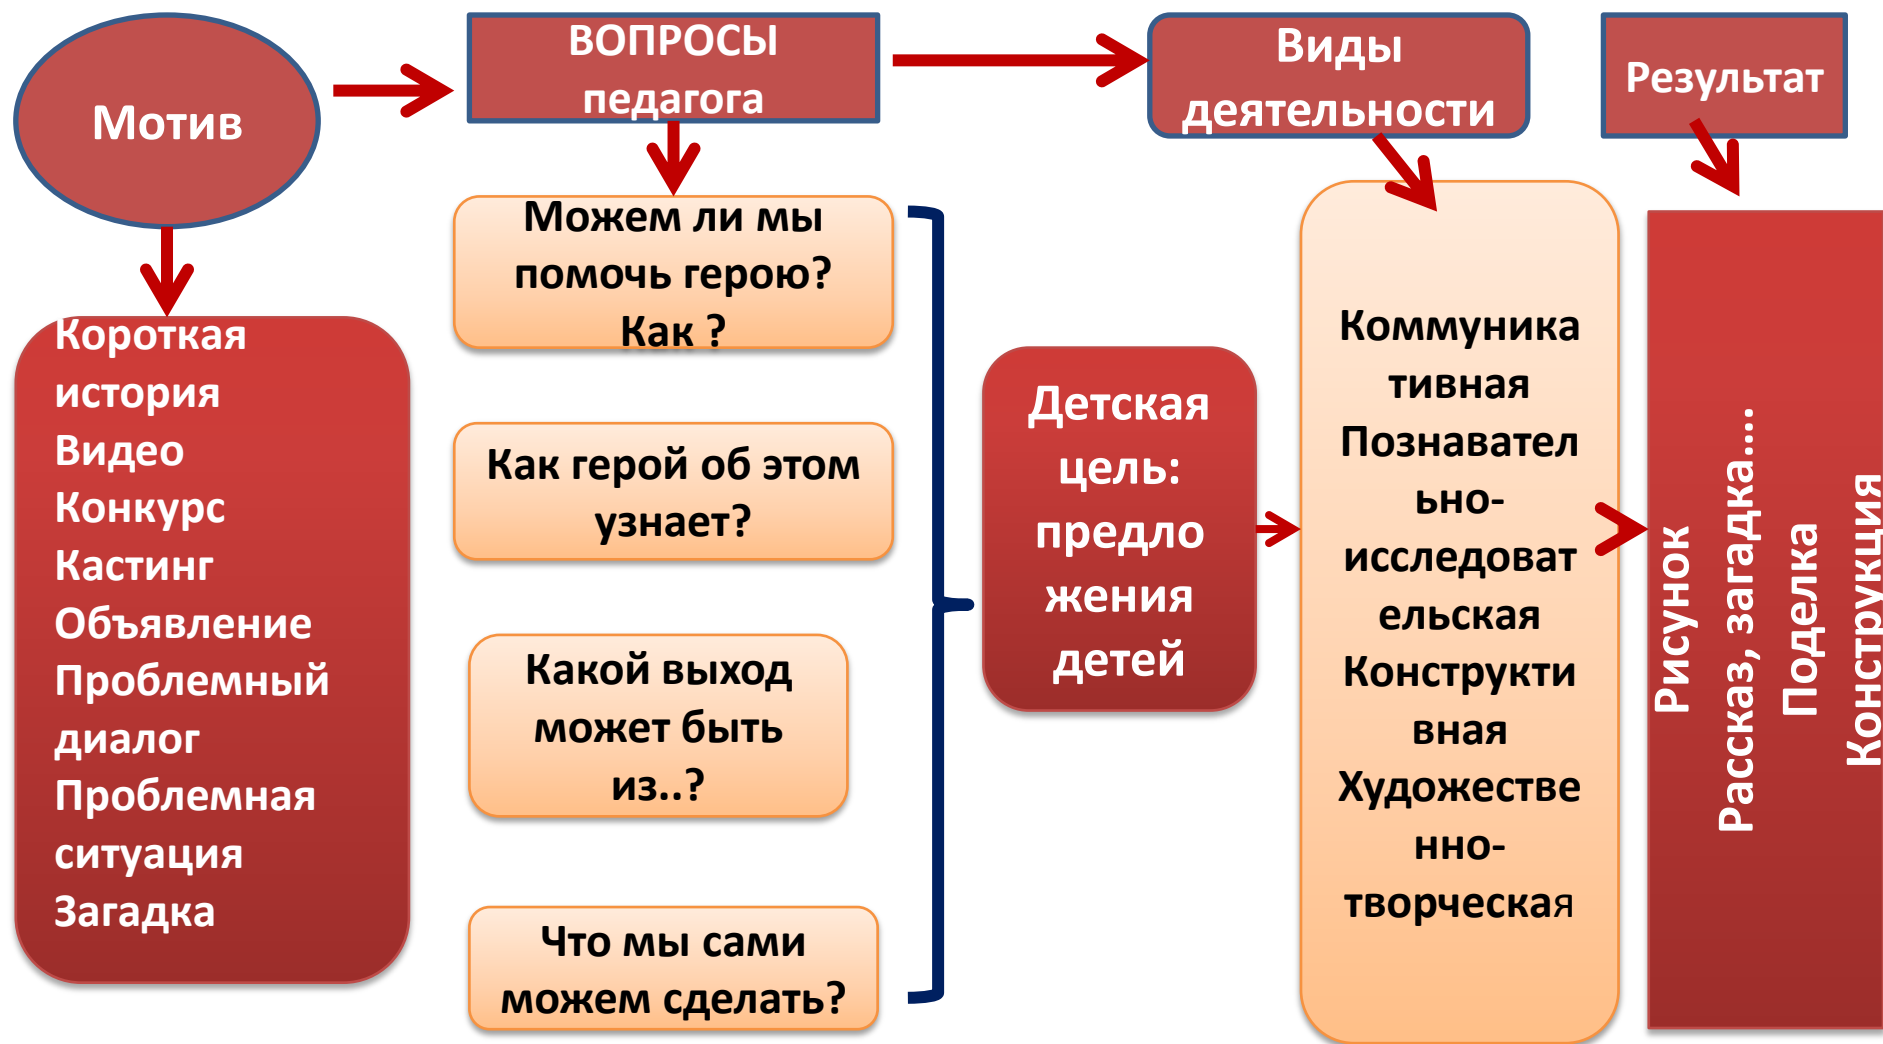 Мотив
ВОПРОСЫ
педагога
Виды
деятельности
Результат
Короткая
история
Видео
Конкурс
Кастинг
Объявление
Проблемный
диалог
Проблемная
ситуация
Загадка
Можем ли мы
помочь герою?
Как ?
Как герой об этом
узнает?
Какой выход
может быть
из..?
Что мы сами
можем сделать?
Детская
цель:
предло
жения
детей
Коммуника
тивная
Познавател
ьно-
исследоват
ельская
Конструкти
вная
Художестве
нно-
творческая
Рисунок
Рассказ, загадка....
Поделка
Конструкция